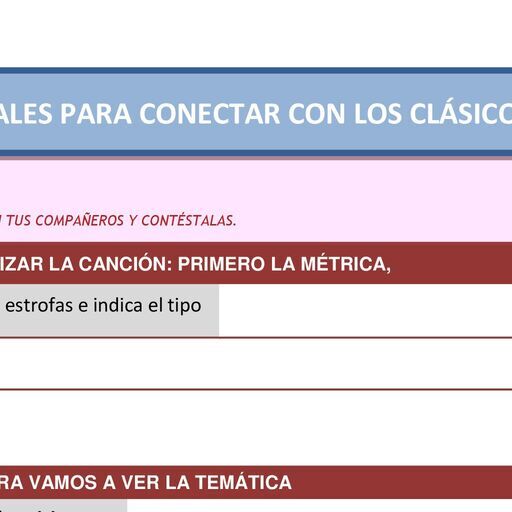 ALES PARA CONECTAR CON LOS CLÁSICO
TUS COMPAÑEROS Y CONTÉSTALAS.
IZAR LA CANCIÓN: PRIMERO LA MÉTRICA,
estrofas e indica el tipo
RA VAMOS A VER LA TEMÁTICA